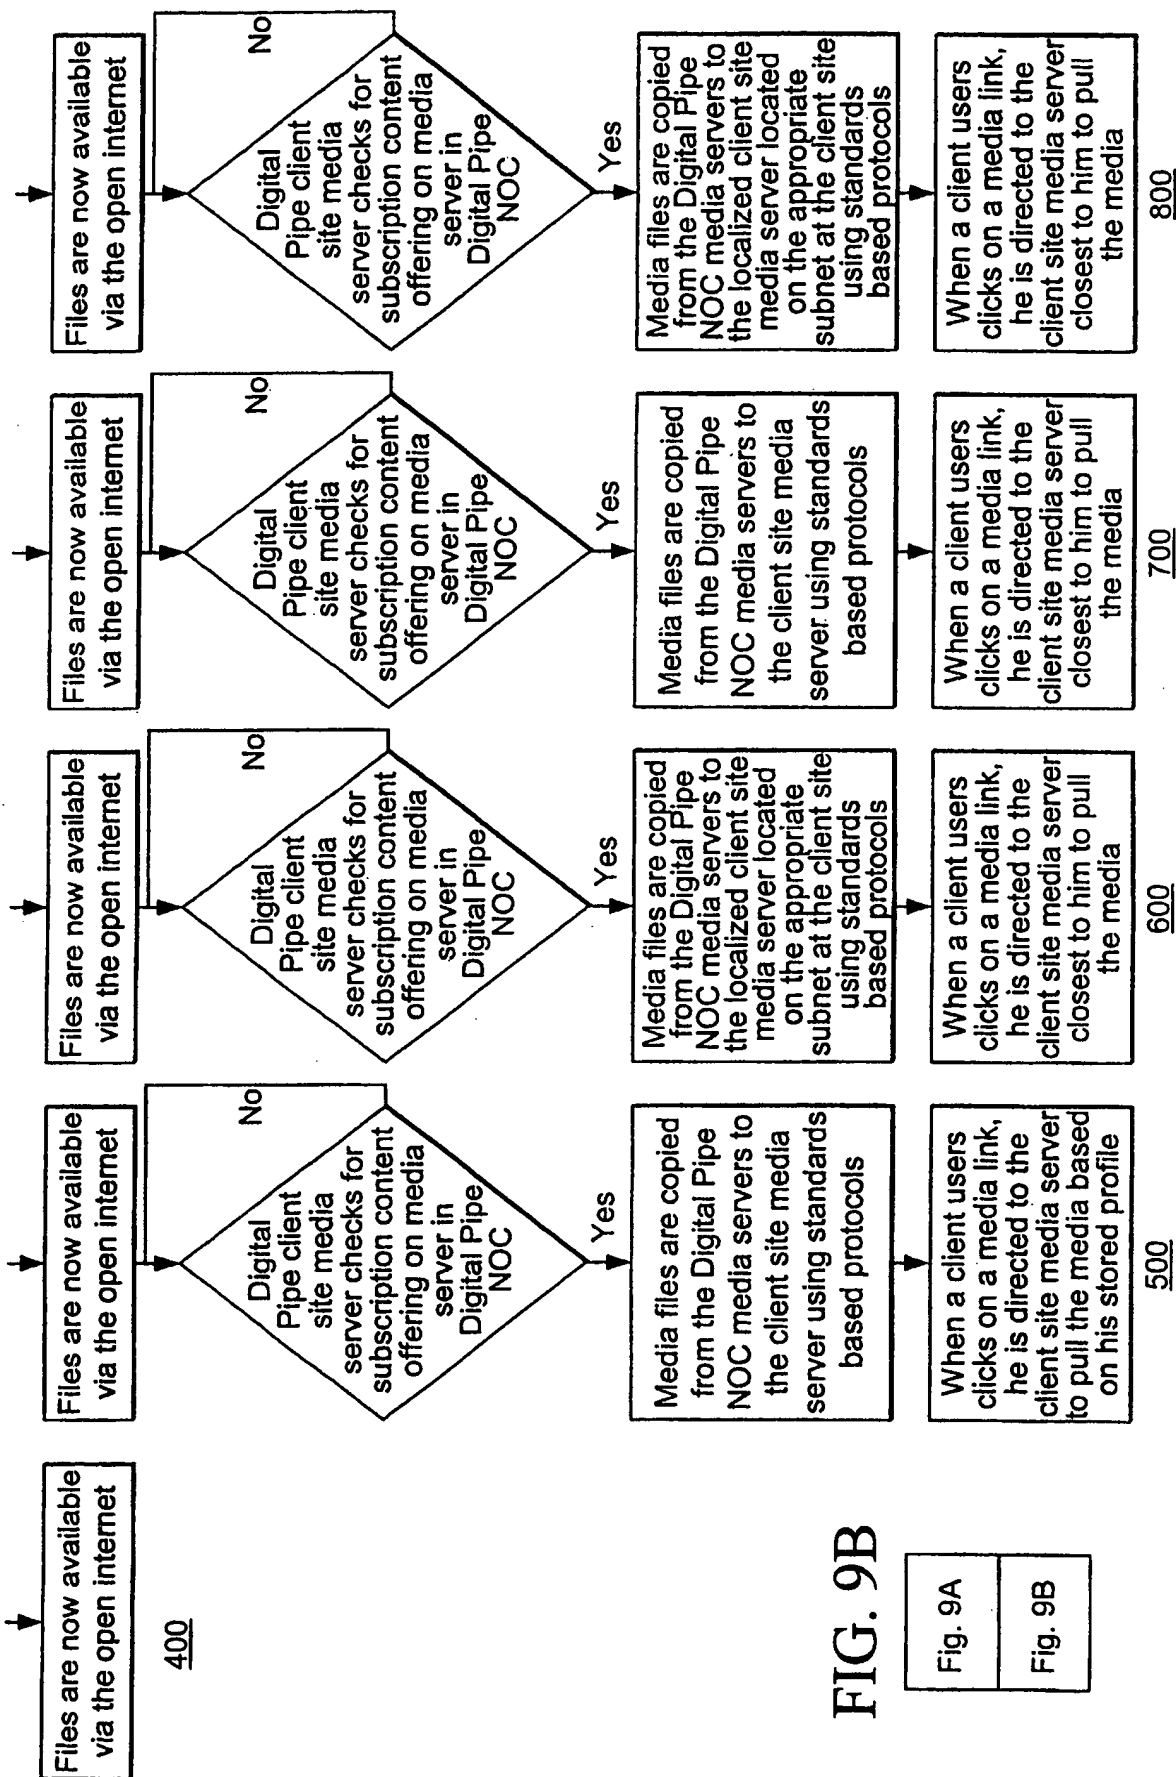 Files are now available
via the open internet
400
Files are now available
via the open internet
No
Digital
Pipe client
site media
server checks for
subscription content
offering on media
server in
Digital Pipe
NOC
Yes
Media files are copied
from the Digital Pipe
NOC media servers to
the client site media
server using standards
based protocols
When a client users
clicks on a media link,
he is directed to the
client site media server
to pull the media based
on his stored profile
500
Files are now available
via the open internet
No
Digital
Pipe client
site media
server checks for
subscription content
offering on media
server in
Digital Pipe
NOC
Yes
Media files are copied
from the Digital Pipe
NOC media servers to
the localized client site
media server located
on the appropriate
subnet at the client site
using standards
based protocols
When a client users
clicks on a media link,
he is directed to the
client site media server
closest to him to pull
the media
600
Files are now available
via the open internet
No
Digital
Pipe client
site media
server checks for
subscription content
offering on media
server in
Digital Pipe
NOC
Yes
Media files are copied
from the Digital Pipe
NOC media servers to
the client site media
server using standards
based protocols
When a client users
clicks on a media link,
he is directed to the
client site media server
closest to him to pull
the media
700
Files are now available
via the open internet
No
Digital
Pipe client
site media
server checks for
subscription content
offering on media
server in
Digital Pipe
NOC
Yes
Media files are copied
from the Digital Pipe
NOC media servers to
the localized client site
media server located
on the appropriate
subnet at the client site
using standards
based protocols
When a client users
clicks on a media link,
he is directed to the
client site media server
closest to him to pull
the media
800
FIG. 9B
Fig. 9A
Fig. 9B